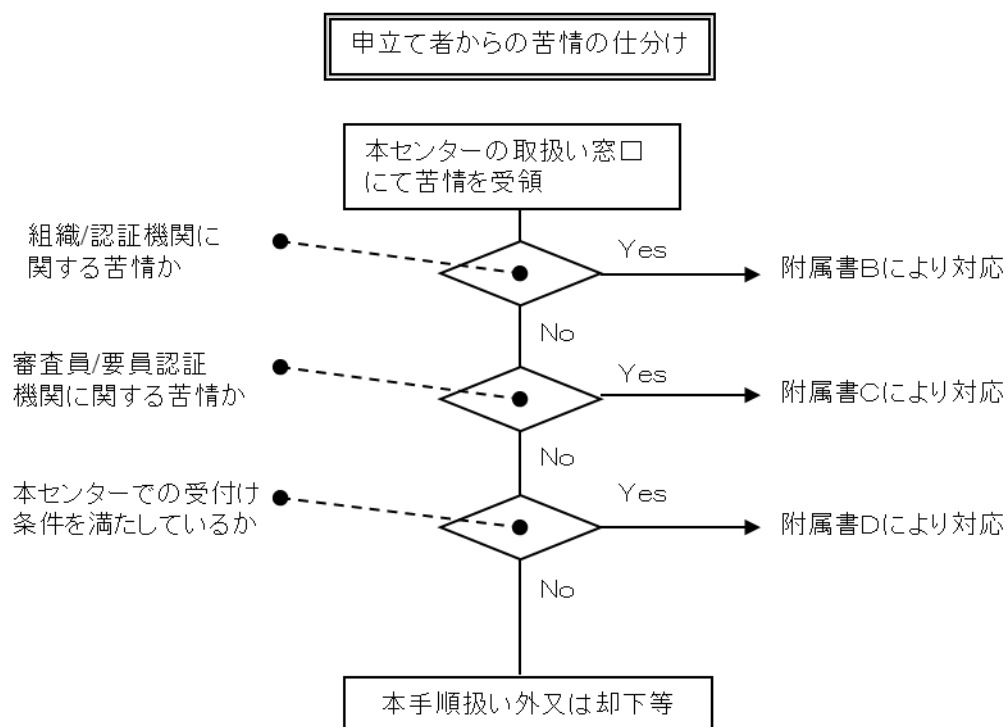 申立て者からの苦情の仕分け
本センターの取扱い窓口
にて苦情を受領
組織/認証機関に
関する苦情か
Yes
附属書Bにより対応
No
審査員/要員認証
機関に関する苦情か
Yes
附属書Cにより対応
No
本センターでの受付け
条件を満たしているか
Yes
附属書Dにより対応
No
本手順扱い外又は却下等